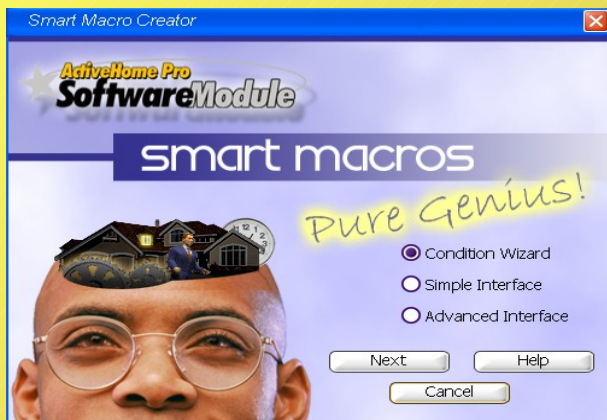 Smart Macro Creator
ActiveHome Pro
SoftwareModule
smart macros
Pure Genius!
Condition Wizard
Simple Interface
Advanced Interface
Next Help
Cancel